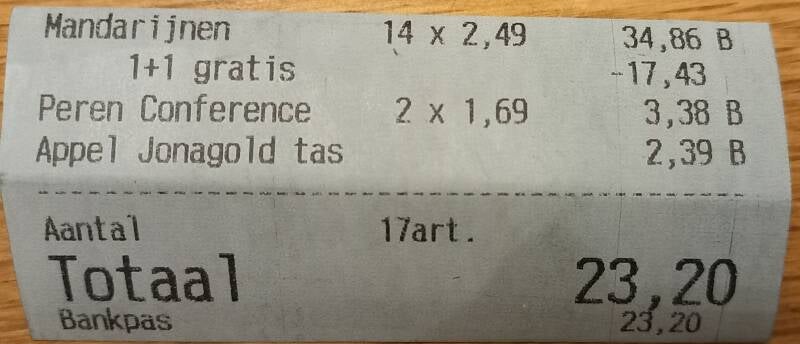 Mandarijnen 14 x 2,49 34,86 B
1+1 gratis -17,43
Peren Conference 2 x 1,69 3,38 B
Appel Jonagold tas 2,39 B
Aantal 17art.
Totaal 23,20
Bankpas 23,20